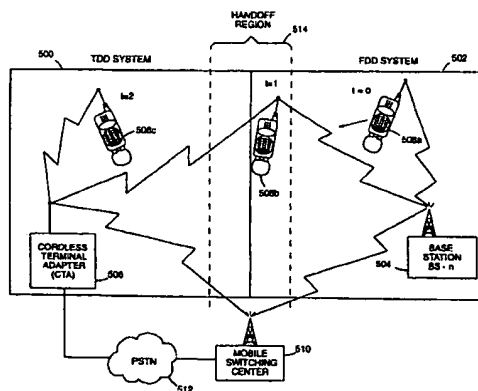 HANDOFF
REGION
514
TDD SYSTEM
FDD SYSTEM
500
502
t=2
t=1
t = 0
508c
508b
508a
CORDLESS
TERMINAL
ADAPTER
(CTA)
506
504
BASE
STATION
BS - n
PSTN
512
MOBILE
SWITCHING
CENTER
510